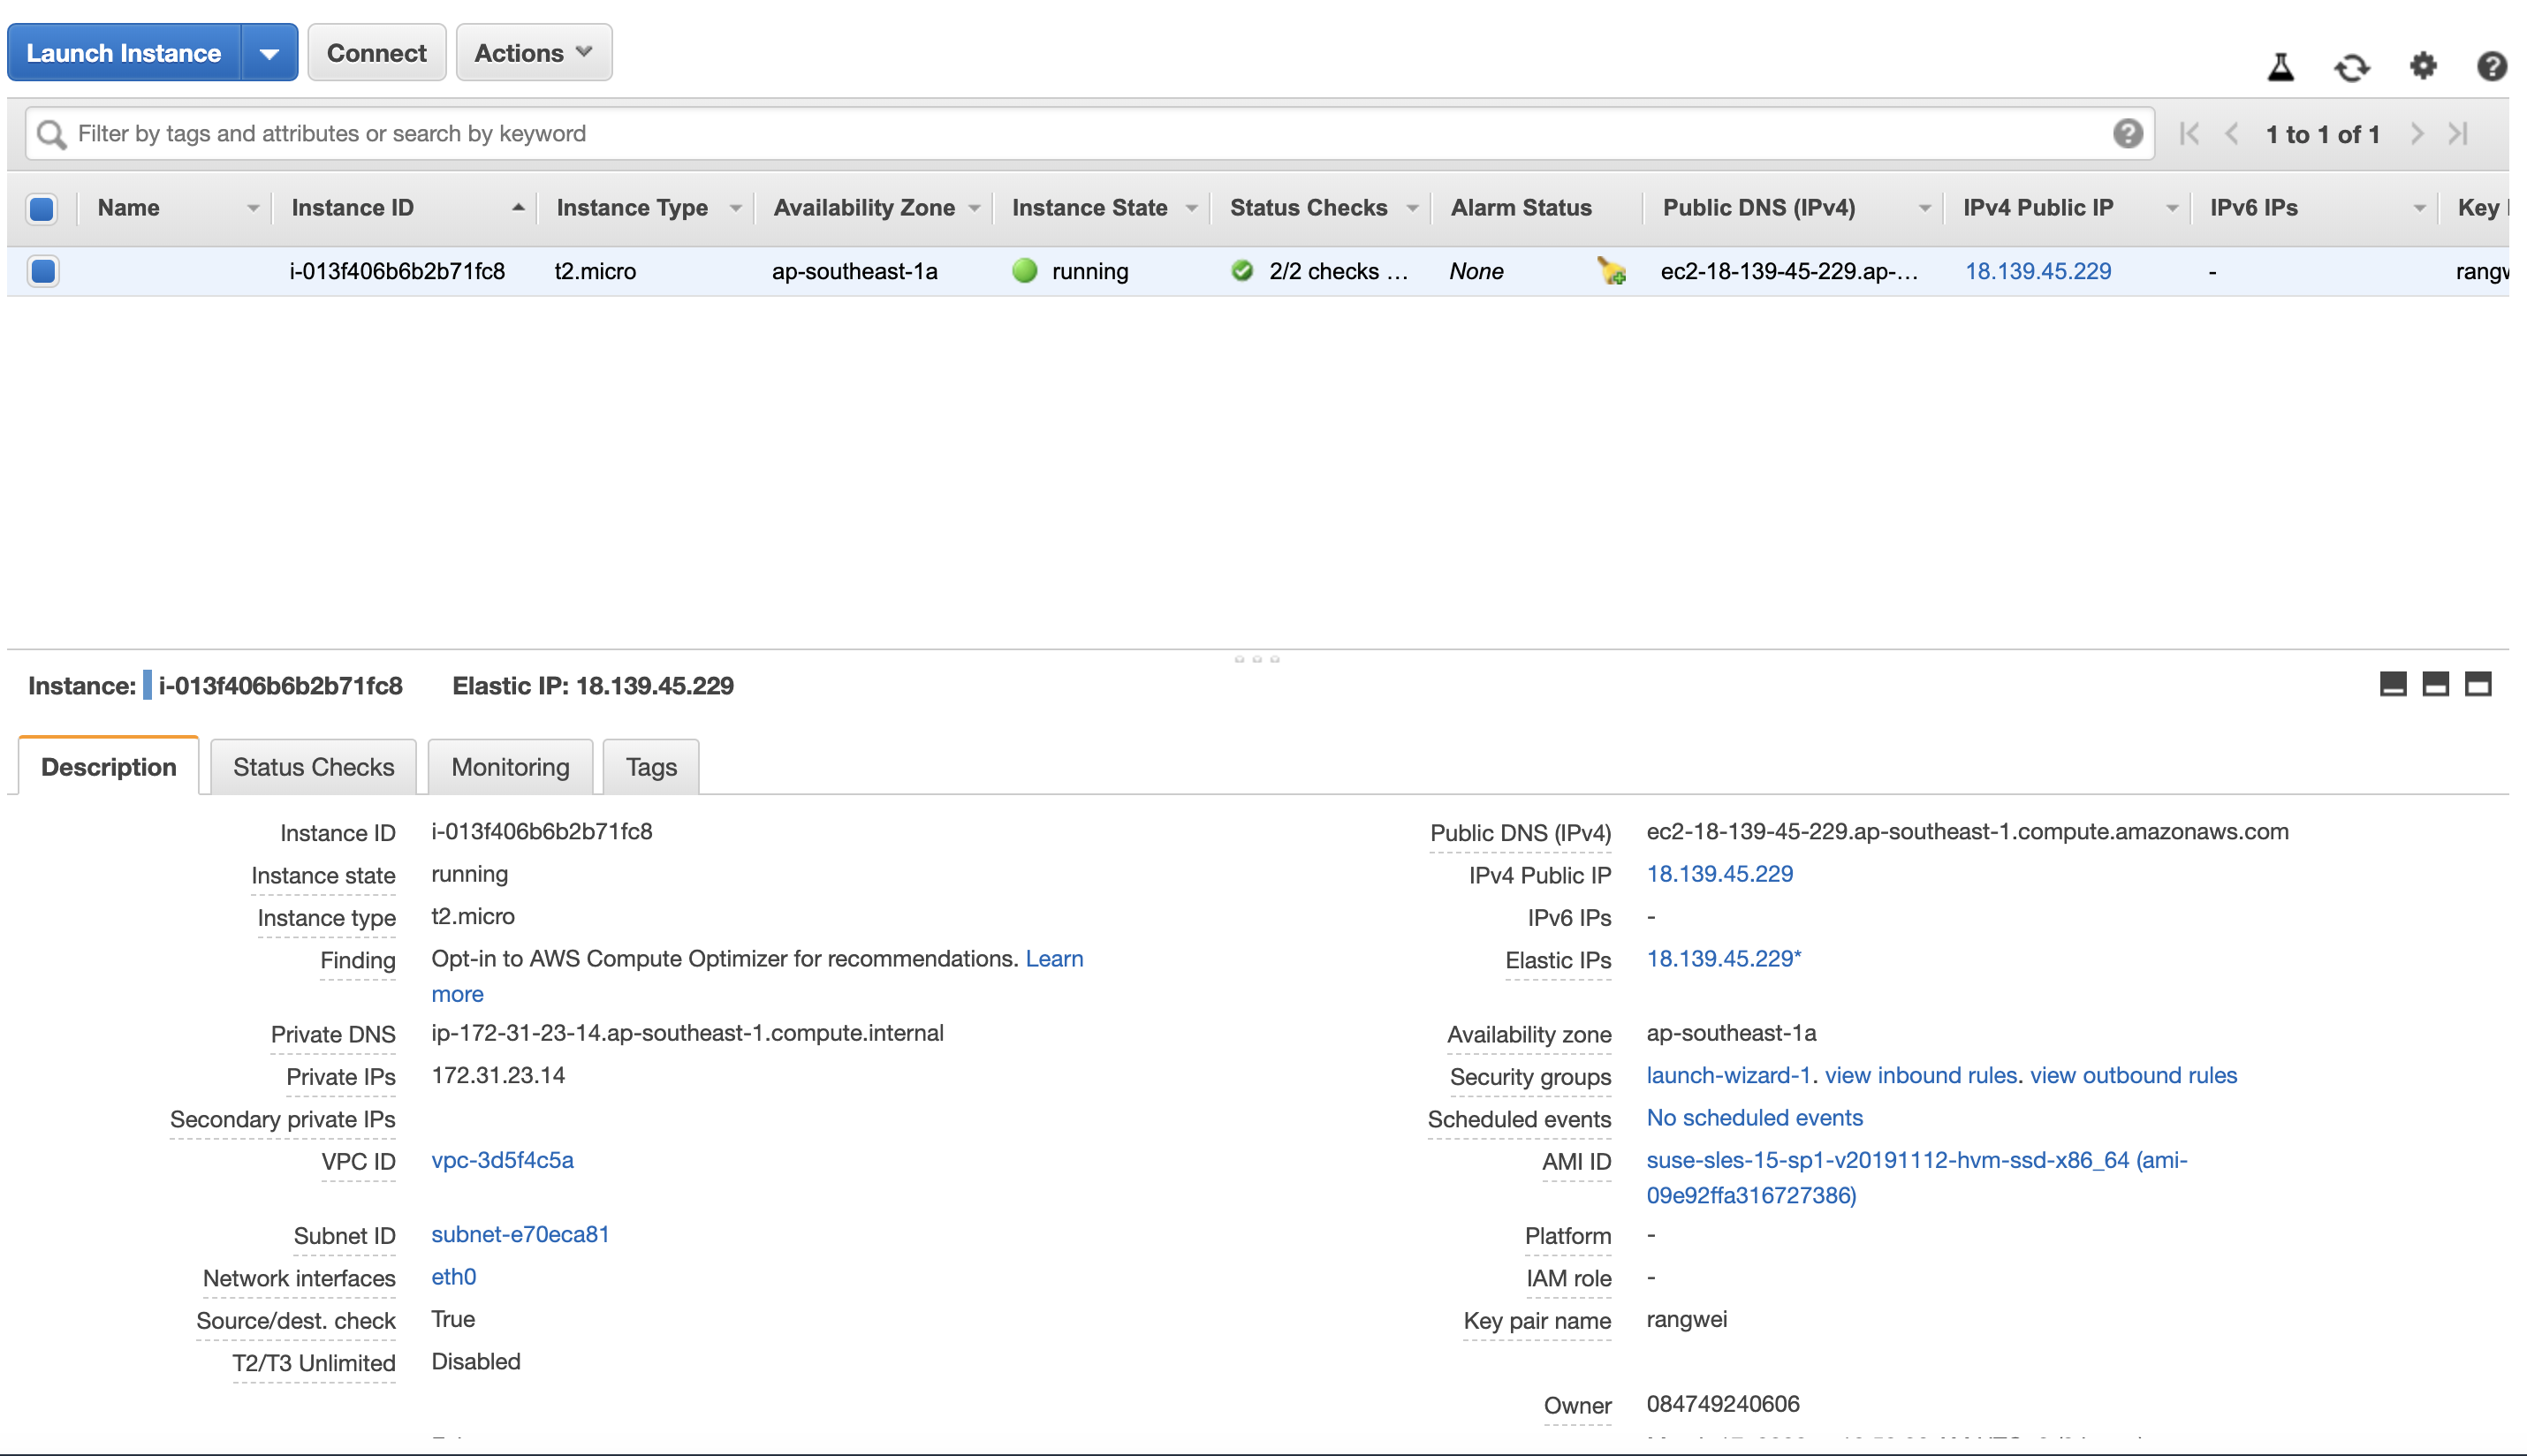 Launch Instance Connect Actions
Filter by tags and attributes or search by keyword 1 to 1 of 1
Name Instance ID Instance Type Availability Zone Instance State Status Checks Alarm Status Public DNS (IPv4) IPv4 Public IP IPv6 IPs Key
i-013f406b6b2b71fc8 t2.micro ap-southeast-1a running 2/2 checks ... None ec2-18-139-45-229.ap-... 18.139.45.229 -
Instance: i-013f406b6b2b71fc8 Elastic IP: 18.139.45.229
Description Status Checks Monitoring Tags
Instance ID i-013f406b6b2b71fc8
Instance state running
Instance type t2.micro
Finding Opt-in to AWS Compute Optimizer for recommendations. Learn
more
Private DNS ip-172-31-23-14.ap-southeast-1.compute.internal
Private IPs 172.31.23.14
Secondary private IPs
VPC ID vpc-3d5f4c5a
Subnet ID subnet-e70eca81
Network interfaces eth0
Source/dest. check True
T2/T3 Unlimited Disabled
Public DNS (IPv4) ec2-18-139-45-229.ap-southeast-1.compute.amazonaws.com
IPv4 Public IP 18.139.45.229
IPv6 IPs -
Elastic IPs 18.139.45.229*
Availability zone ap-southeast-1a
Security groups launch-wizard-1. view inbound rules. view outbound rules
Scheduled events No scheduled events
AMI ID suse-sles-15-sp1-v20191112-hvm-ssd-x86_64 (ami-
09e92ffa316727386)
Platform -
IAM role -
Key pair name rangwei
Owner 084749240606